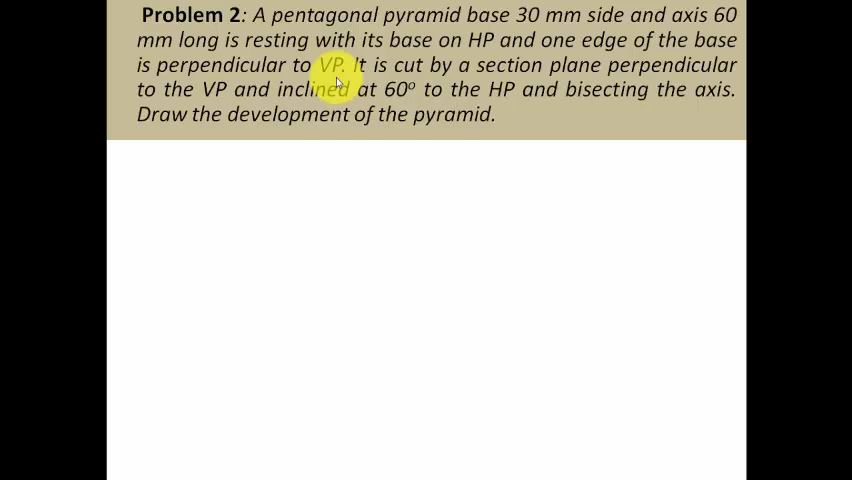 Problem 2: A pentagonal pyramid base 30 mm side and axis 60
mm long is resting with its base on HP and one edge of the base
is perpendicular to VP. It is cut by a section plane perpendicular
to the VP and inclined at 60° to the HP and bisecting the axis.
Draw the development of the pyramid.